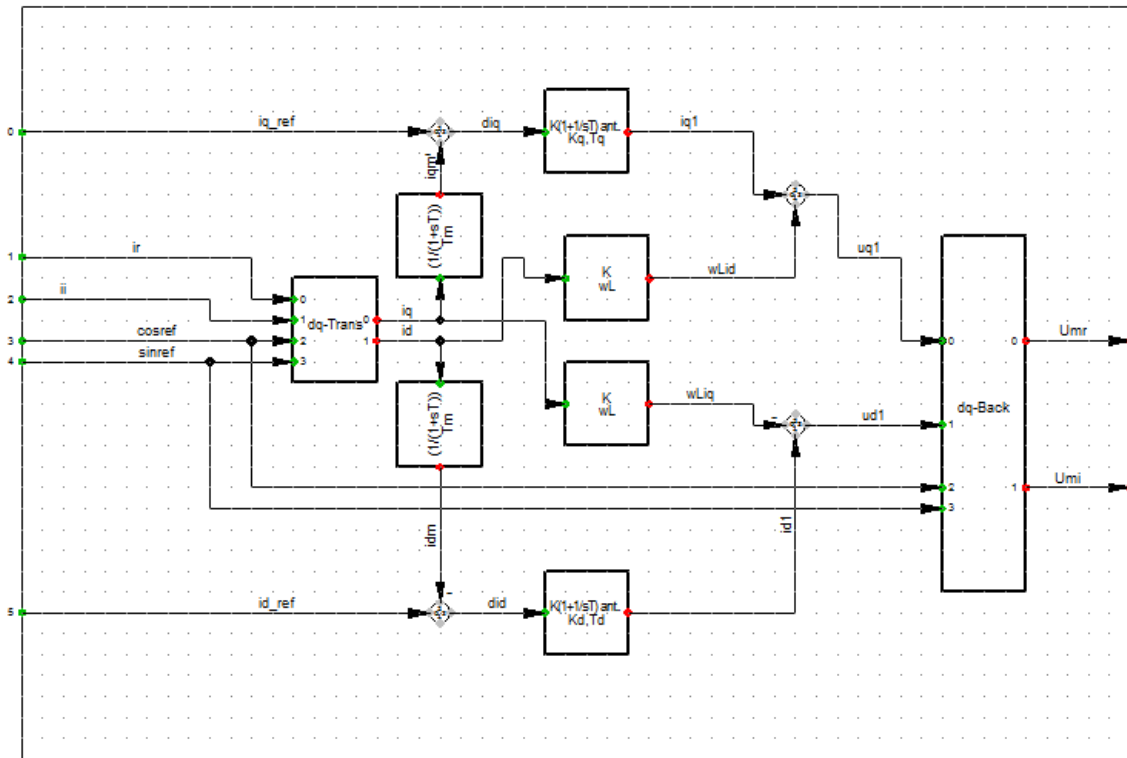 0
iq_ref
diq
K(1+1/sT) ant.
Kq,Tq
iq1
iqm'
(1/(1+sT))
Tm
1
ir
K
wL
wLid
uq1
2
ii
0
1
dq-Trans
0
iq
3
cosref
2
1
id
4
sinref
3
0
0
Umr
(1/(1+sT))
Tm
K
wL
wLiq
-
ud1
1
dq-Back
2
1
Umi
3
idm
id1
-
5
id_ref
did
K(1+1/sT) ant.
Kd,Td